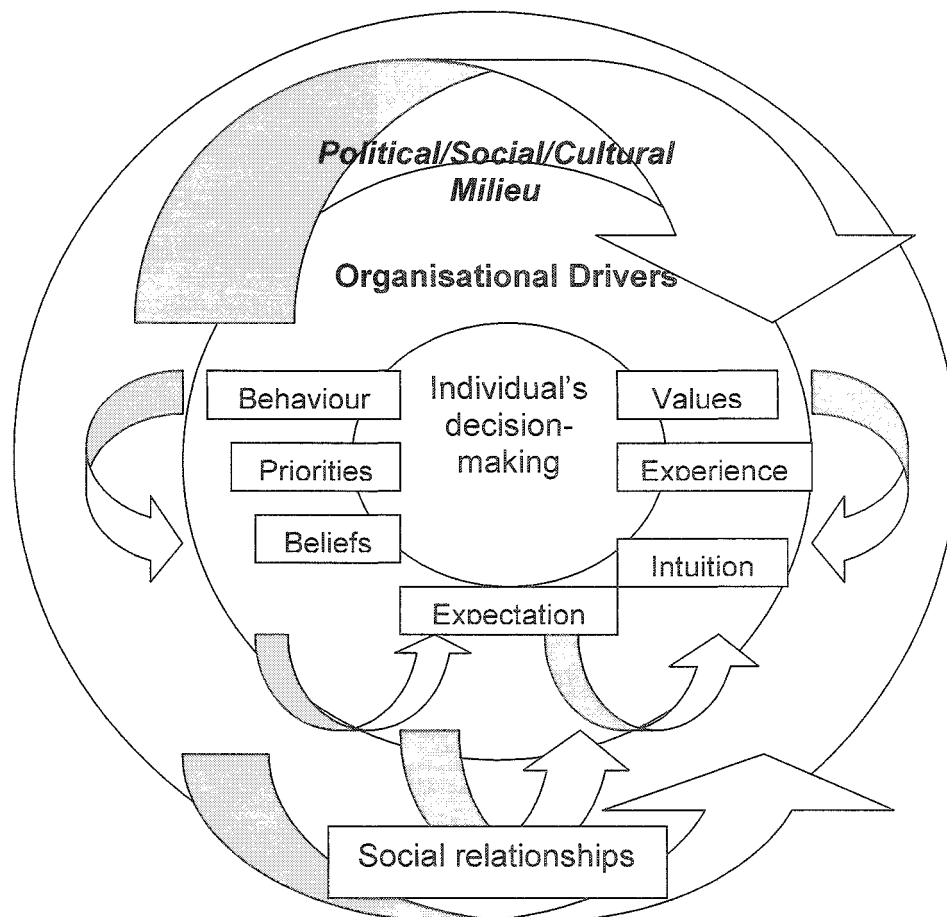 Political/Social/Cultural
Milieu
Organisational Drivers
Individual's
decision-
making
Behaviour
Values
Priorities
Experience
Beliefs
Intuition
Expectation
Social relationships